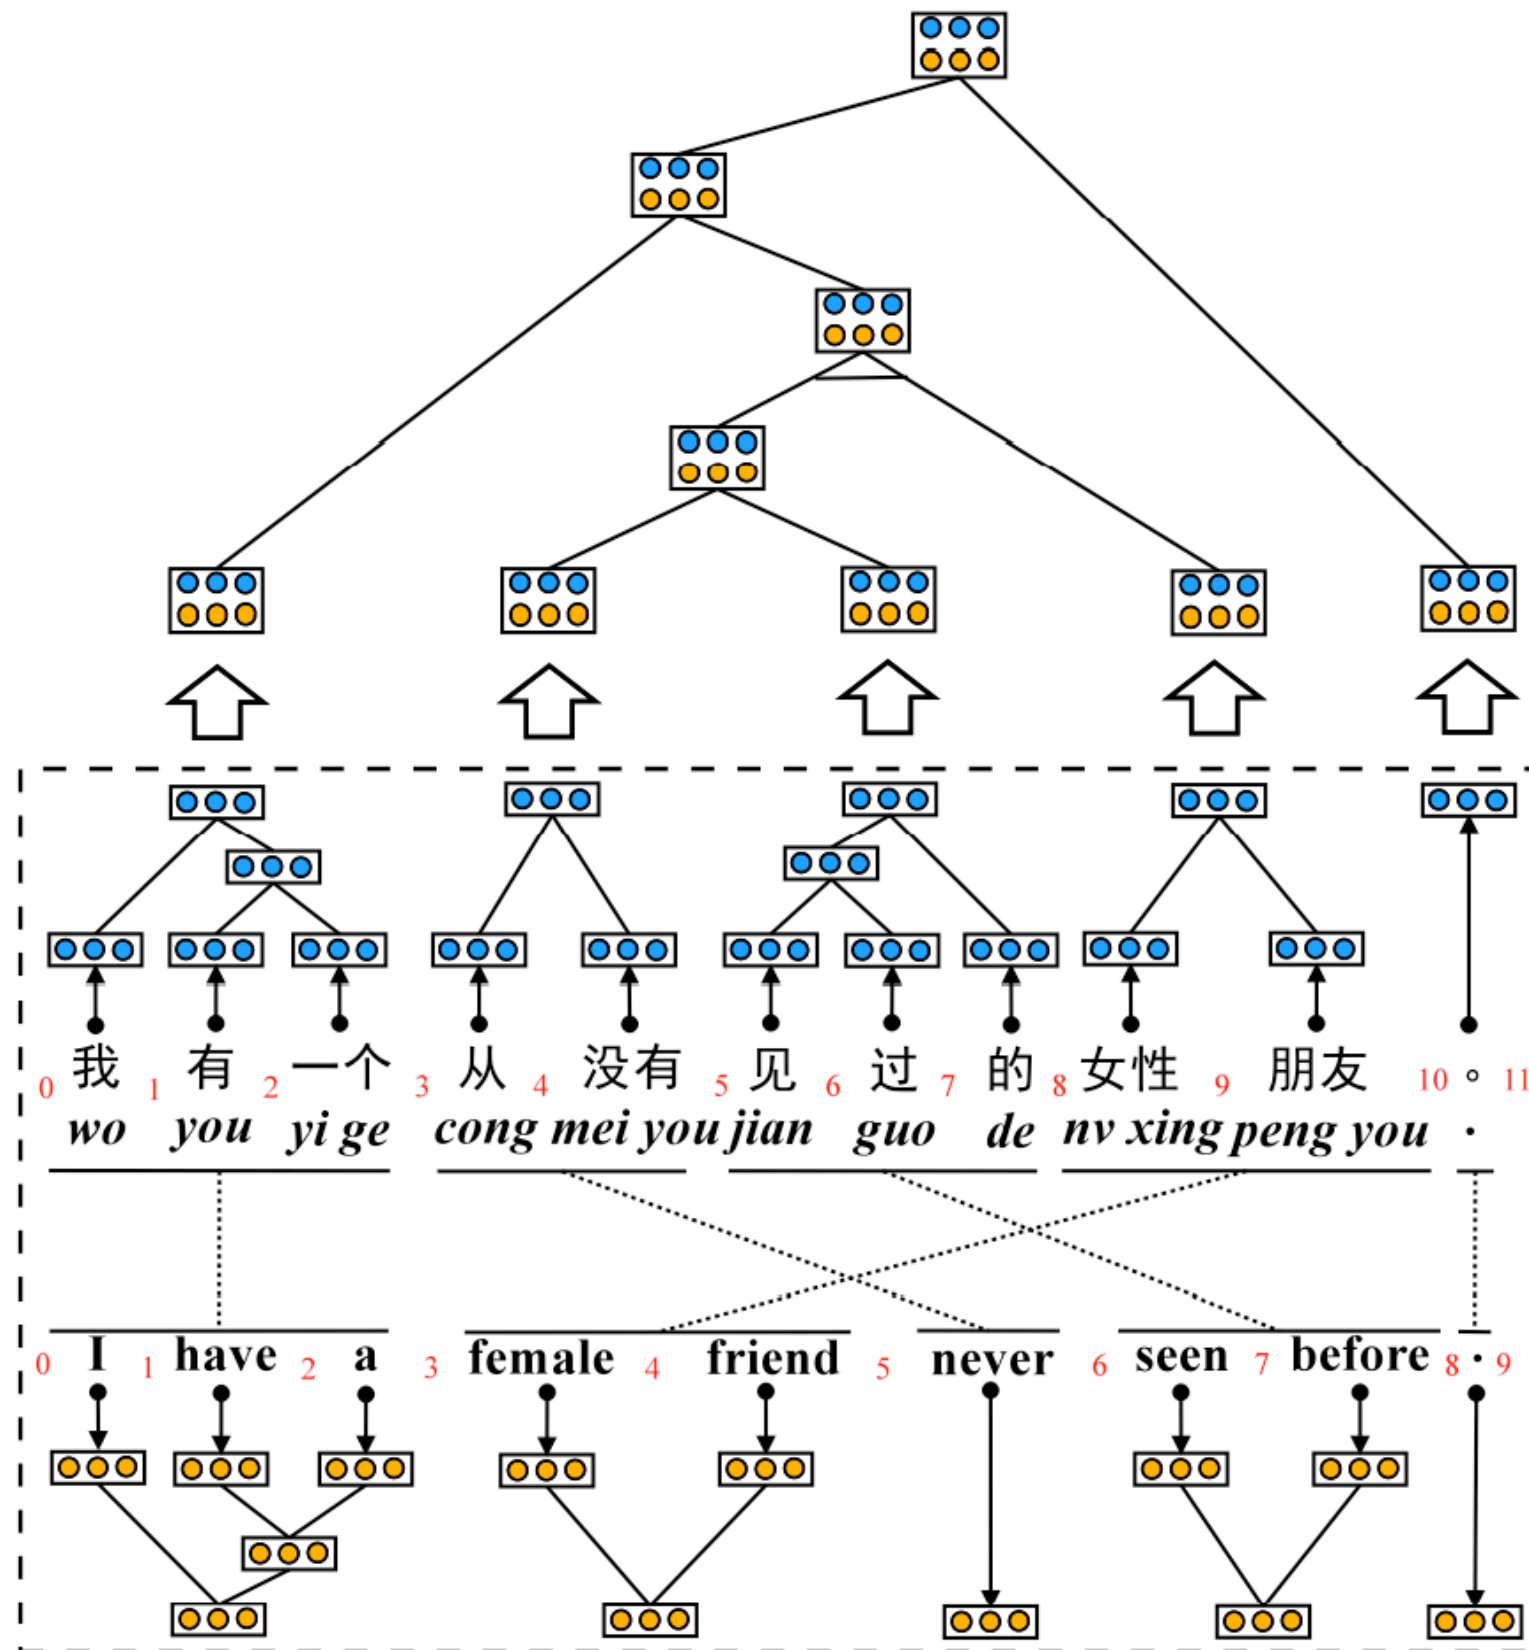 0 我 1 有 2 一个 3 从 4 没有 5 见 6 过 7 的 8 女性 9 朋友 10 。 11
wo you yi ge cong mei you jian guo de nv xing peng you .
0 I 1 have 2 a 3 female 4 friend 5 never 6 seen 7 before 8 . 9